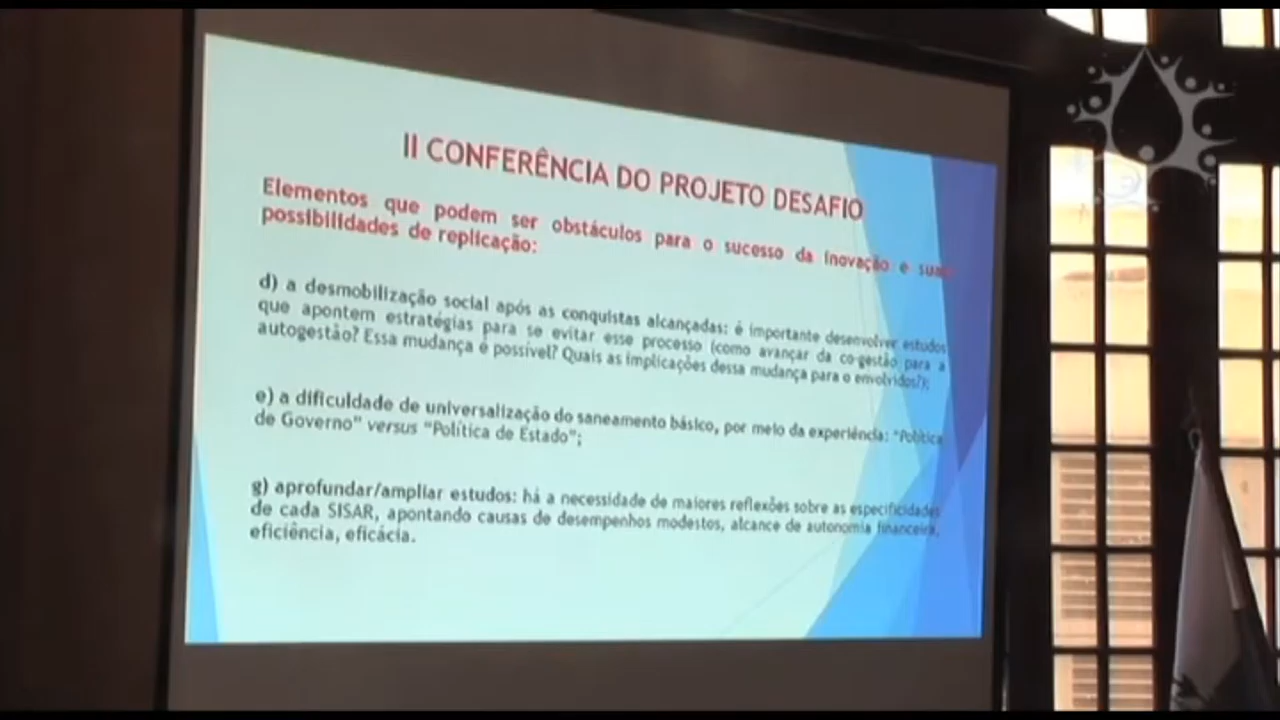 II CONFERÊNCIA DO PROJETO DESAFIO
Elementos que podem ser obstáculos para o sucesso da inovação e suas
possibilidades de replicação:
d) a desmobilização social após as conquistas alcançadas: é importante desenvolver estudos
que apontem estratégias para se evitar esse processo (como avançar da co-gestão para a
autogestão? Essa mudança é possível? Quais as implicações dessa mudança para o envolvidos?);
e) a dificuldade de universalização do saneamento básico, por meio da experiência: "Política
de Governo" versus "Política de Estado";
g) aprofundar/ampliar estudos: há a necessidade de maiores reflexões sobre as especificidades
de cada SISAR, apontando causas de desempenhos modestos, alcance de autonomia financeira,
eficiência, eficácia.